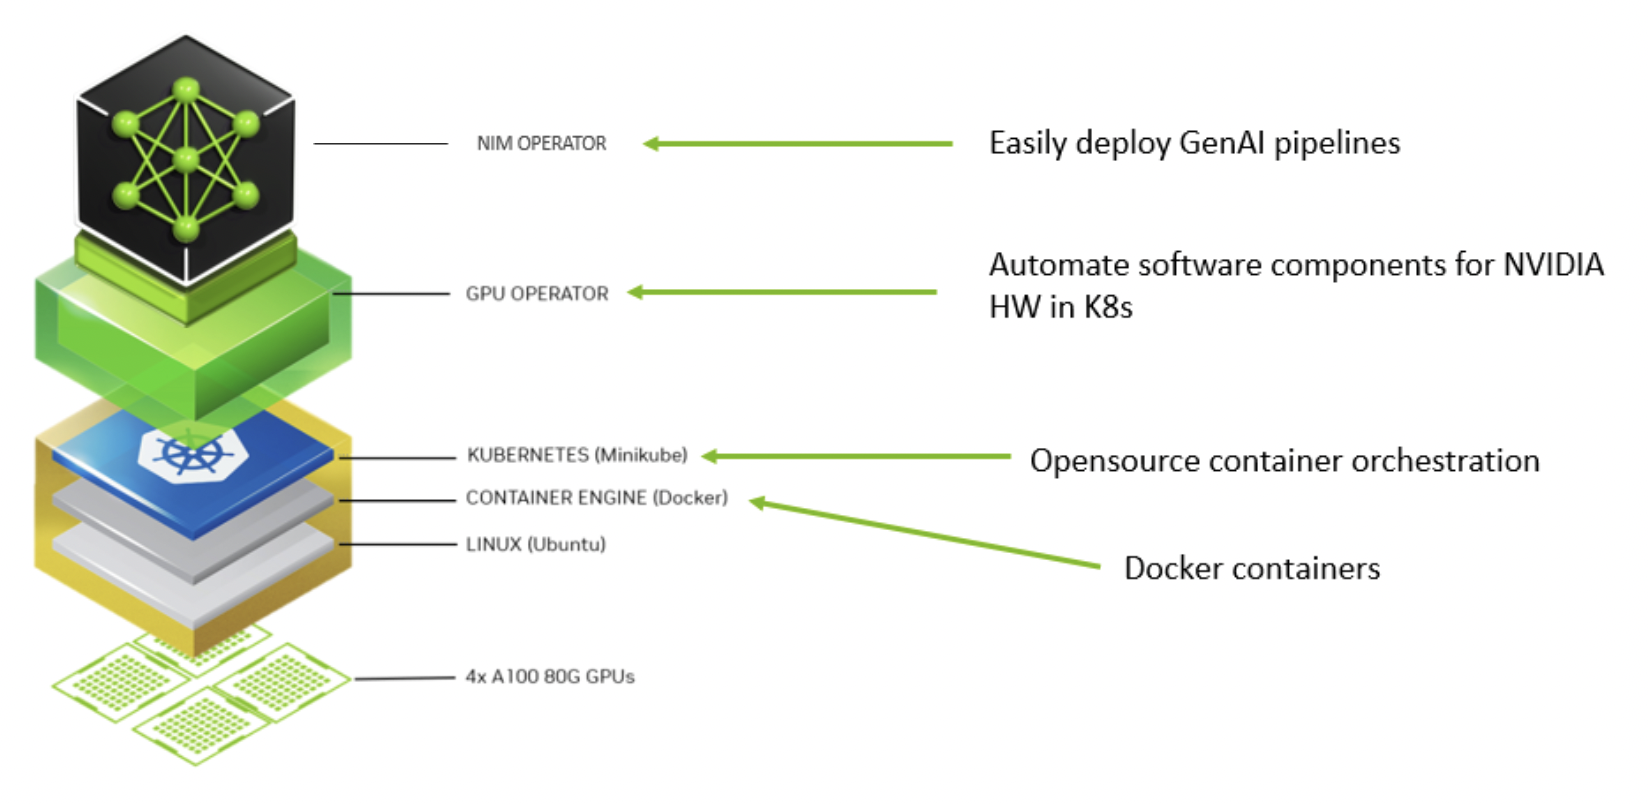 NIM OPERATOR
Easily deploy GenAI pipelines
GPU OPERATOR
Automate software components for NVIDIA
HW in K8s
KUBERNETES (Minikube)
Opensource container orchestration
CONTAINER ENGINE (Docker)
LINUX (Ubuntu)
Docker containers
4x A100 80G GPUs